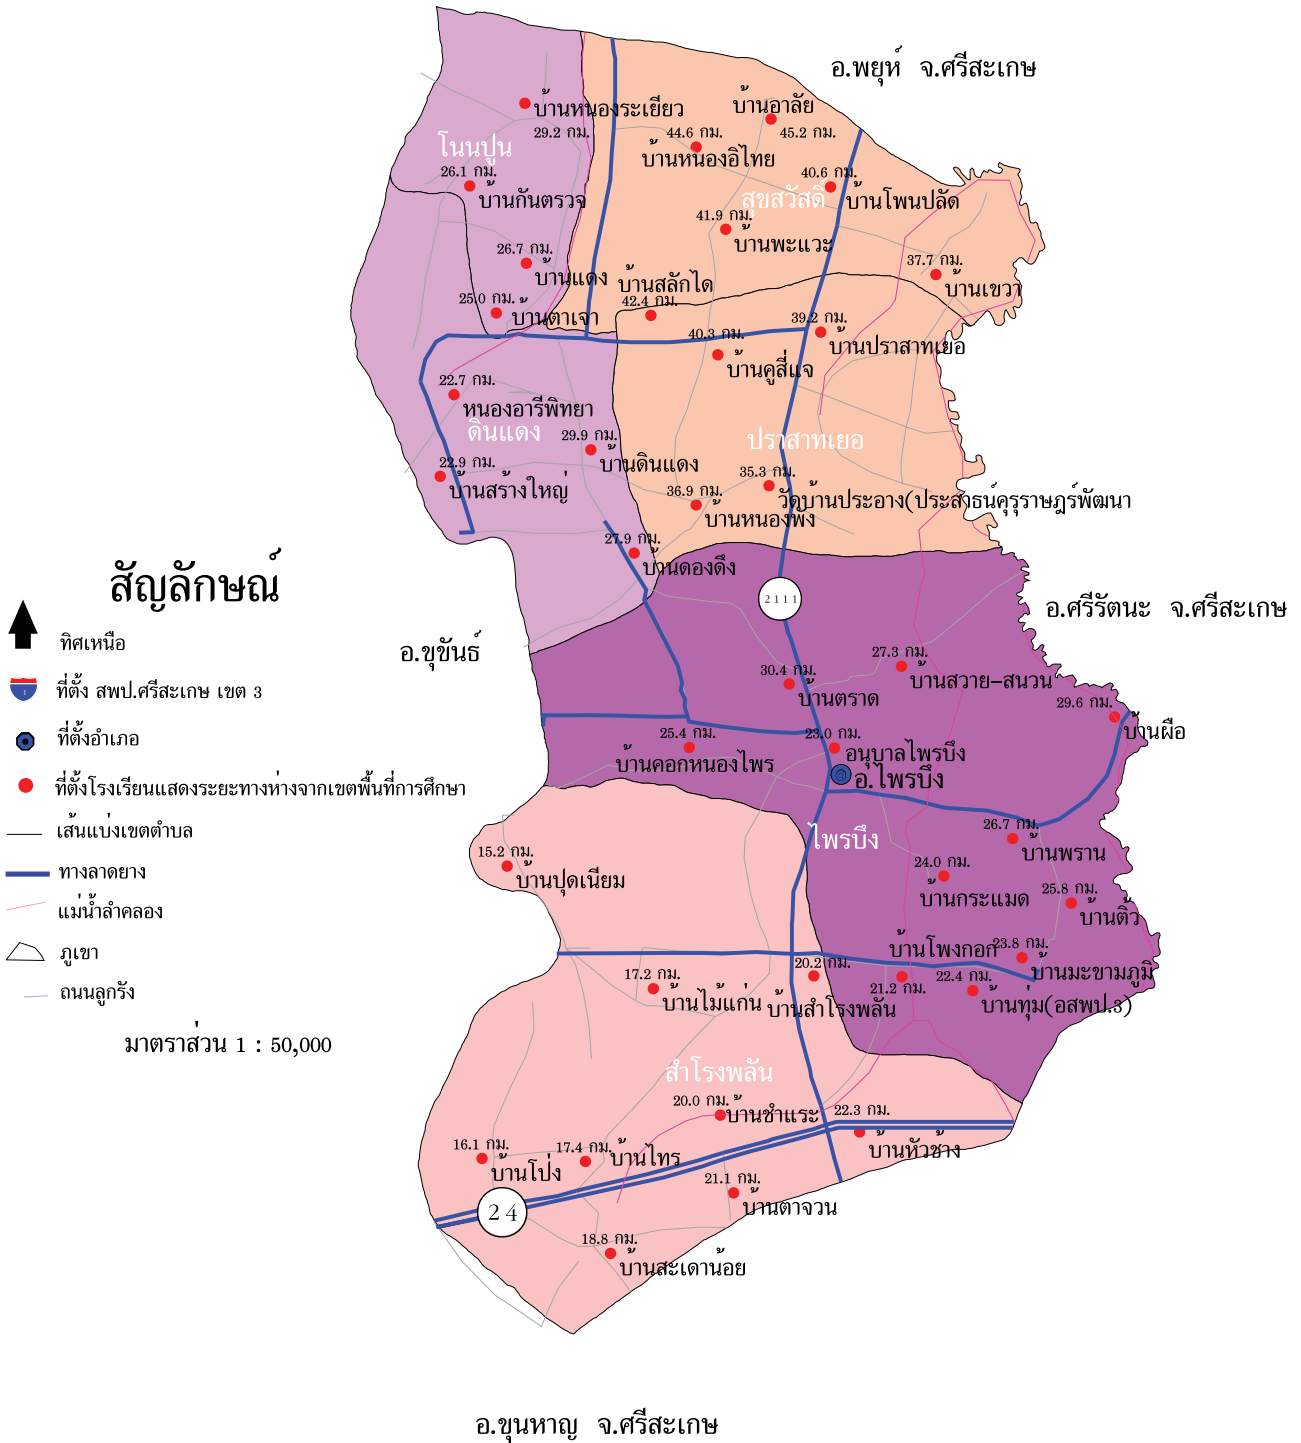 อ.พยุห์ จ.ศรีสะเกษ
บ้านหนองระเยียว
29.2 กม.
บ้านอาลัย
45.2 กม.
44.6 กม.
บ้านหนองอิไทย
โนนปูน
26.1 กม.
บ้านกันตรวจ
40.6 กม.
บ้านโพนปลัด
สุขสวัสดิ์
41.9 กม.
บ้านพะแวะ
26.7 กม.
บ้านแดง
37.7 กม.
บ้านเขวา
บ้านสลักได
42.4 กม.
25.0 กม.
บ้านตาเจา
39.2 กม.
บ้านปราสาทเยอ
40.3 กม.
บ้านคูสี่แจ
22.7 กม.
หนองอารีพิทยา
ดินแดง
29.9 กม.
บ้านดินแดง
ปราสาทเยอ
22.9 กม.
บ้านสร้างใหญ่
35.3 กม.
วัดบ้านประอาง(ประสาธน์คุรุราษฎร์พัฒนา
36.9 กม.
บ้านหนองพัง
27.9 กม.
บ้านดองดึง
สัญลักษณ์
2111
อ.ศรีรัตนะ จ.ศรีสะเกษ
ทิศเหนือ
อ.ขุขันธ์
27.3 กม.
บ้านสวาย-สนวน
1
ที่ตั้ง สพป.ศรีสะเกษ เขต 3
30.4 กม.
บ้านตราด
29.6 กม.
บ้านผือ
ที่ตั้งอำเภอ
25.4 กม.
บ้านคอกหนองไพร
23.0 กม.
อนุบาลไพรบึง
อ.ไพรบึง
ที่ตั้งโรงเรียนแสดงระยะทางห่างจากเขตพื้นที่การศึกษา
เส้นแบ่งเขตตำบล
ไพรบึง
26.7 กม.
บ้านพราน
15.2 กม.
บ้านปุดเนียม
ทางลาดยาง
24.0 กม.
บ้านกระแมด
25.8 กม.
บ้านติ้ว
แม่น้ำลำคลอง
ภูเขา
บ้านโพงกอก
21.2 กม.
23.8 กม.
บ้านมะขามภูมิ
17.2 กม.
บ้านไม้แก่น
20.2 กม.
บ้านสำโรงพลัน
22.4 กม.
บ้านทุ่ม(อสพป.3)
ถนนลูกรัง
มาตราส่วน 1 : 50,000
สำโรงพลัน
20.0 กม.
บ้านชำแระ
22.3 กม.
บ้านหัวช้าง
16.1 กม.
บ้านโป่ง
17.4 กม.
บ้านไทร
21.1 กม.
บ้านตาจวน
24
18.8 กม.
บ้านสะเดาน้อย
อ.ขุนหาญ จ.ศรีสะเกษ